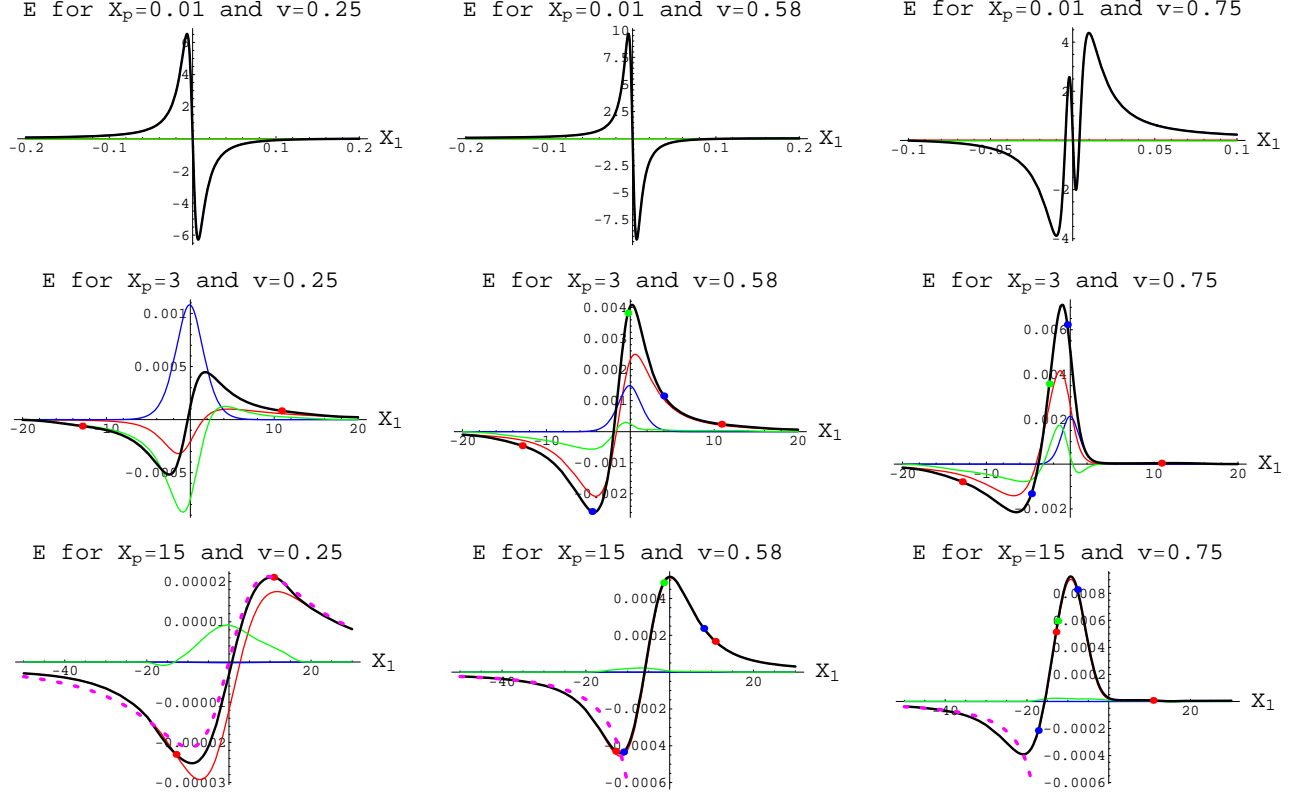 E for Xp=0.01 and v=0.25
6
4
2
-2
-4
-6
-0.2 -0.1 0.1 0.2
X1
E for Xp=0.01 and v=0.58
10
7.5
5
2.5
-2.5
-5
-7.5
-0.2 -0.1 0.1 0.2
X1
E for Xp=0.01 and v=0.75
4
2
-2
-4
-0.1 -0.05 0.05 0.1
X1
E for Xp=3 and v=0.25
0.001
0.0005
-0.0005
-20 -10 10 20
X1
E for Xp=3 and v=0.58
0.004
0.003
0.002
0.001
-0.001
-0.002
-20 -10 10 20
X1
E for Xp=3 and v=0.75
0.006
0.004
0.002
-0.002
-20 -10 10 20
X1
E for Xp=15 and v=0.25
0.00002
0.00001
-0.00001
-0.00002
-0.00003
-40 -20 20
X1
E for Xp=15 and v=0.58
0.0004
0.0002
-0.0002
-0.0004
-0.0006
-40 -20 20
X1
E for Xp=15 and v=0.75
0.0008
0.0006
0.0004
0.0002
-0.0002
-0.0004
-0.0006
-40 -20 20
X1